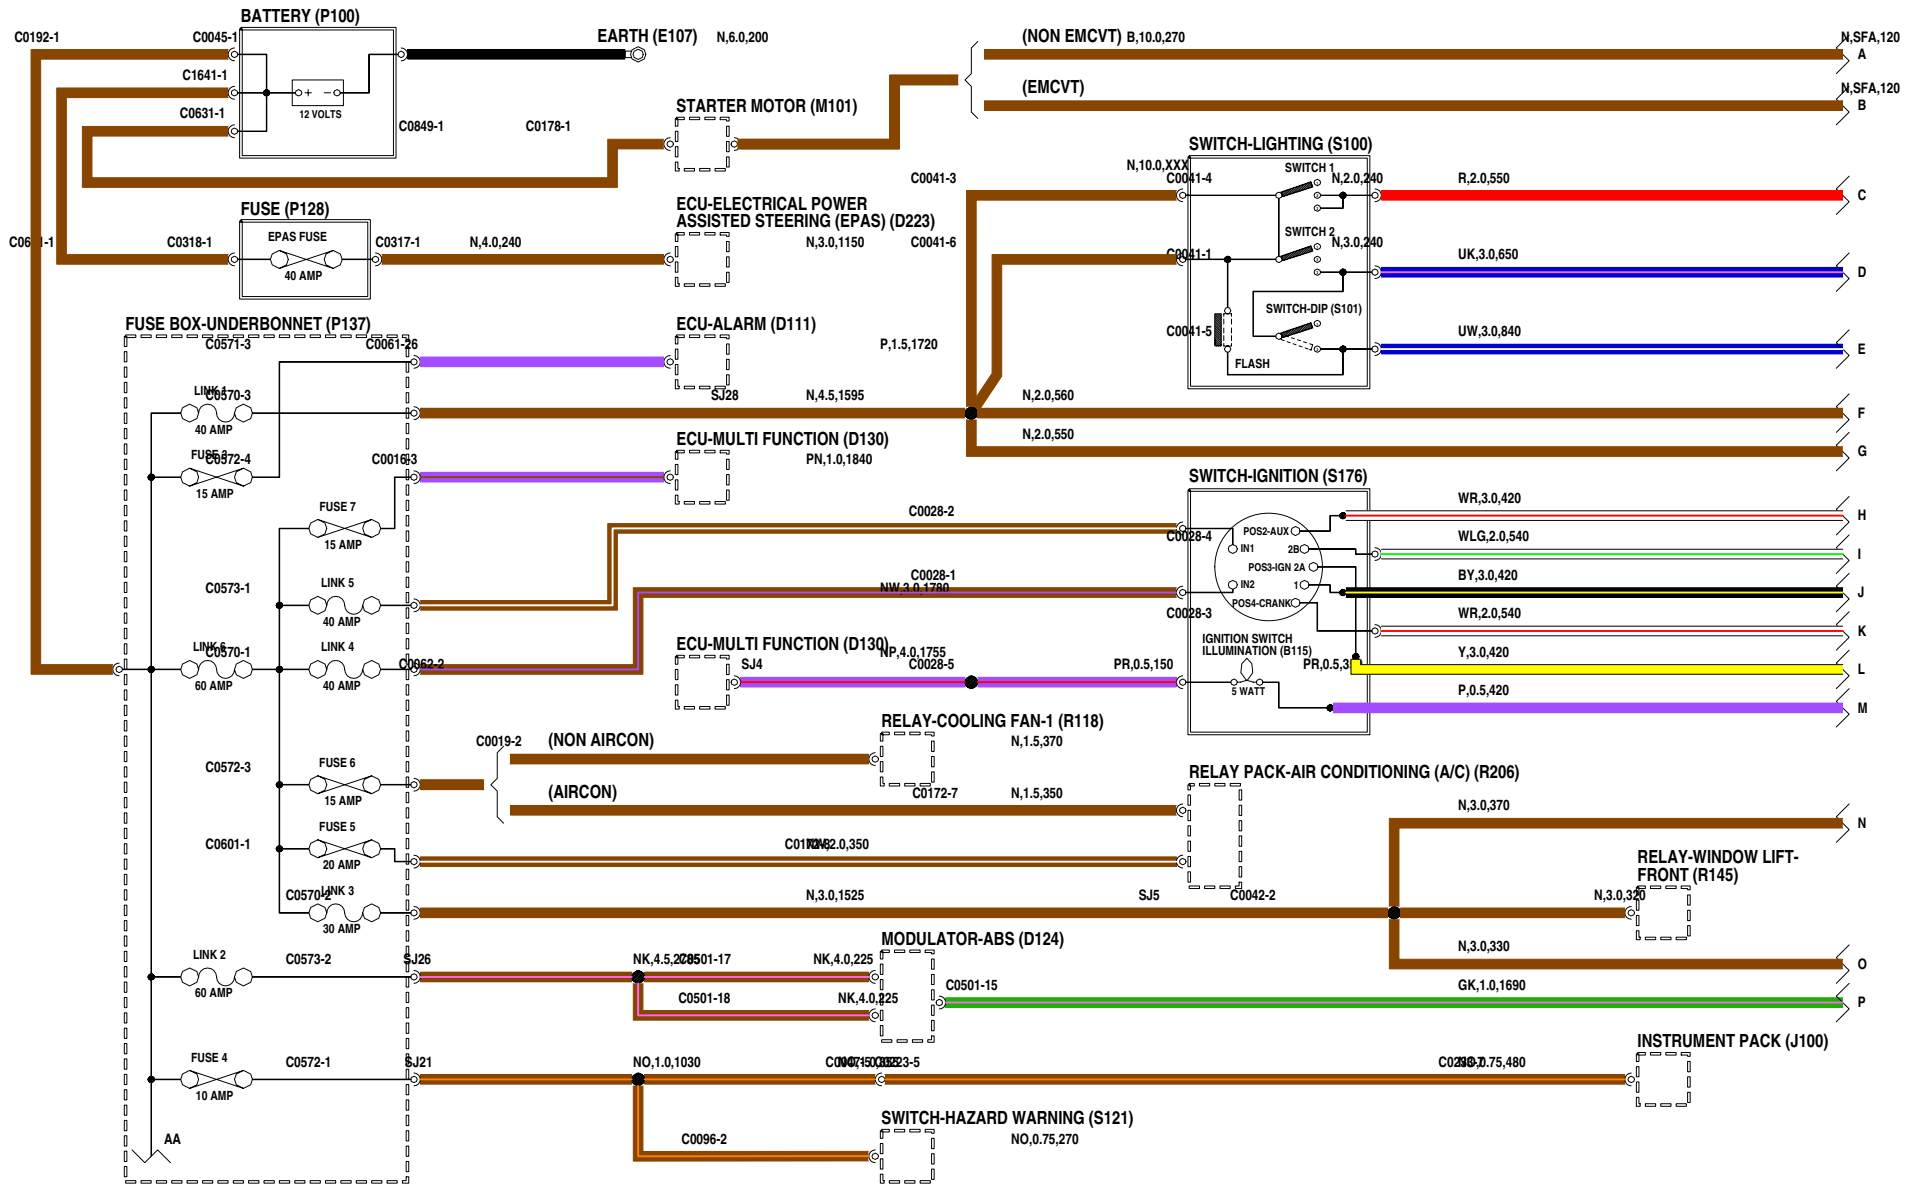 BATTERY (P100)
C0192-1
C0045-1
EARTH (E107)
N,6.0,200
(NON EMCVT) B,10.0,270
N,SFA,120
A
C1641-1
+ -
12 VOLTS
(EMCVT)
N,SFA,120
B
C0631-1
C0849-1
C0178-1
STARTER MOTOR (M101)
SWITCH-LIGHTING (S100)
N,10.0,XXX
C0041-3
C0041-4
SWITCH 1
N,2.0,240
R,2.0,550
C
FUSE (P128)
ECU-ELECTRICAL POWER
ASSISTED STEERING (EPAS) (D223)
EPAS FUSE
40 AMP
C0318-1
C0317-1
N,4.0,240
N,3.0,1150
C0041-6
C0041-1
SWITCH 2
N,3.0,240
UK,3.0,650
D
SWITCH-DIP (S101)
C0041-5
FLASH
UW,3.0,840
E
FUSE BOX-UNDERBONNET (P137)
C0571-3
C0061-26
ECU-ALARM (D111)
P,1.5,1720
C0570-3
40 AMP
SJ28
N,4.5,1595
N,2.0,560
F
N,2.0,550
G
C0572-4
15 AMP
C0016-3
ECU-MULTI FUNCTION (D130)
PN,1.0,1840
SWITCH-IGNITION (S176)
FUSE 7
15 AMP
C0028-2
C0028-4
POS2-AUX
WR,3.0,420
H
IN1
2B
WLG,2.0,540
I
POS3-IGN 2A
C0573-1
LINK 5
40 AMP
C0028-1
NW,3.0,1780
IN2
1
BY,3.0,420
J
C0028-3
POS4-CRANK
WR,2.0,540
K
C0570-1
60 AMP
LINK 4
40 AMP
C0062-2
ECU-MULTI FUNCTION (D130)
NP,4.0,1755
SJ4
C0028-5
PR,0.5,150
IGNITION SWITCH
ILLUMINATION (B115)
5 WATT
Y,3.0,420
L
P,0.5,420
M
RELAY-COOLING FAN-1 (R118)
C0019-2
(NON AIRCON)
N,1.5,370
C0572-3
FUSE 6
15 AMP
(AIRCON)
C0172-7
N,1.5,350
RELAY PACK-AIR CONDITIONING (A/C) (R206)
N,3.0,370
N
FUSE 5
20 AMP
C0601-1
RELAY-WINDOW LIFT-
FRONT (R145)
C0570-2
LINK 3
30 AMP
N,3.0,1525
SJ5
C0042-2
N,3.0,320
LINK 2
60 AMP
C0573-2
SJ26
MODULATOR-ABS (D124)
NK,4.0,225
N,3.0,330
O
C0501-18
NK,4.0,225
C0501-15
GK,1.0,1690
P
FUSE 4
10 AMP
C0572-1
SJ21
NO,1.0,1030
INSTRUMENT PACK (J100)
SWITCH-HAZARD WARNING (S121)
C0096-2
NO,0.75,270
AA